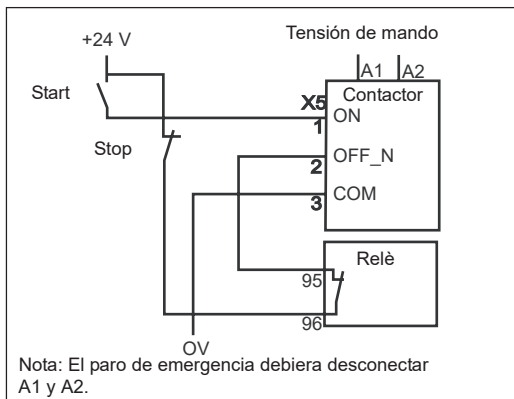 +24 V
Tensión de mando
A1
A2
Start
X5
Contactor
1
ON
Stop
2
OFF_N
3
COM
Relè
95
96
OV
Nota: El paro de emergencia debiera desconectar
A1 y A2.